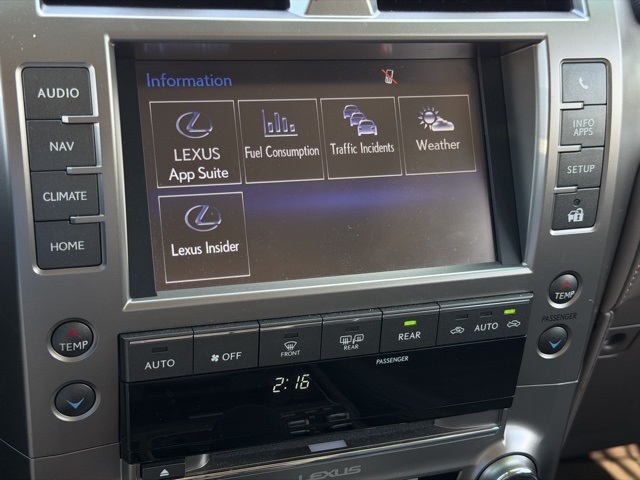 Information
LEXUS
App Suite
Fuel Consumption
Traffic Incidents
Weather
Lexus Insider
AUDIO
NAV
CLIMATE
HOME
INFO
APPS
SETUP
TEMP
TEMP
PASSENGER
AUTO
OFF
FRONT
REAR
REAR
AUTO
PASSENGER
2:16
LEXUS